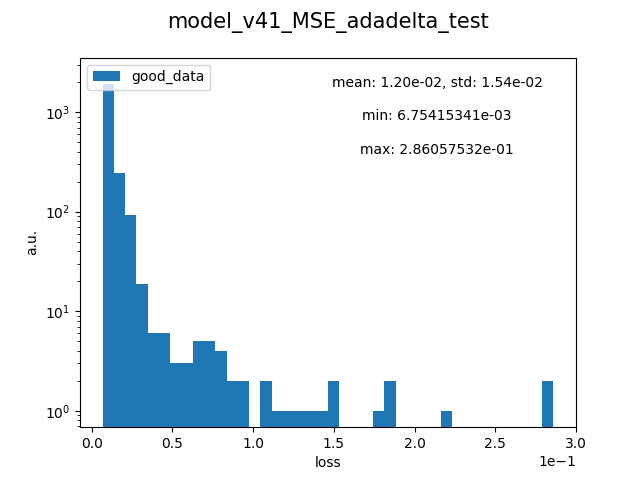 model_v41_MSE_adadelta_test
good_data
mean: 1.20e-02, std: 1.54e-02
min: 6.75415341e-03
max: 2.86057532e-01
a.u.
10³
10²
10¹
10⁰
0.0 0.5 1.0 1.5 2.0 2.5 3.0
loss
1e−1